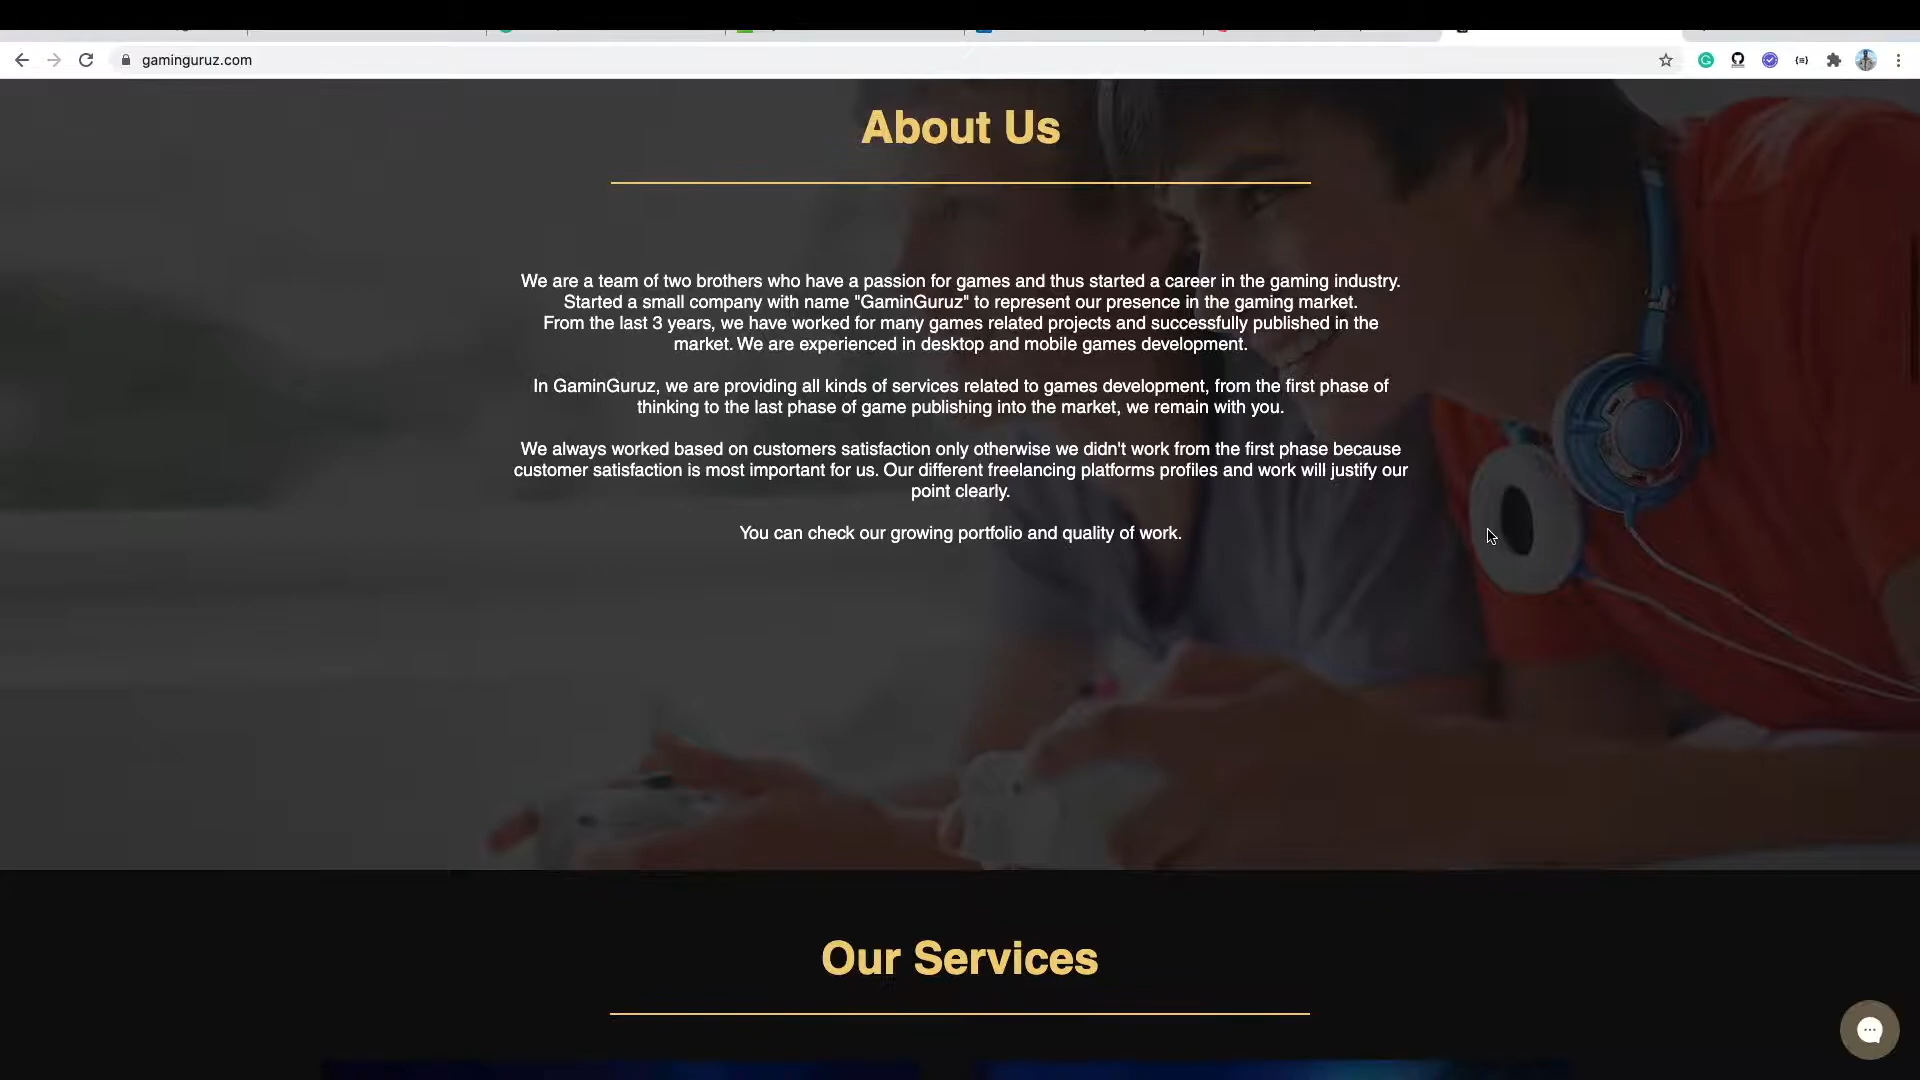 gaminguruz.com
About Us
We are a team of two brothers who have a passion for games and thus started a career in the gaming industry.
Started a small company with name "GaminGuruz" to represent our presence in the gaming market.
From the last 3 years, we have worked for many games related projects and successfully published in the
market. We are experienced in desktop and mobile games development.
In GaminGuruz, we are providing all kinds of services related to games development, from the first phase of
thinking to the last phase of game publishing into the market, we remain with you.
We always worked based on customers satisfaction only otherwise we didn't work from the first phase because
customer satisfaction is most important for us. Our different freelancing platforms profiles and work will justify our
point clearly.
You can check our growing portfolio and quality of work.
Our Services